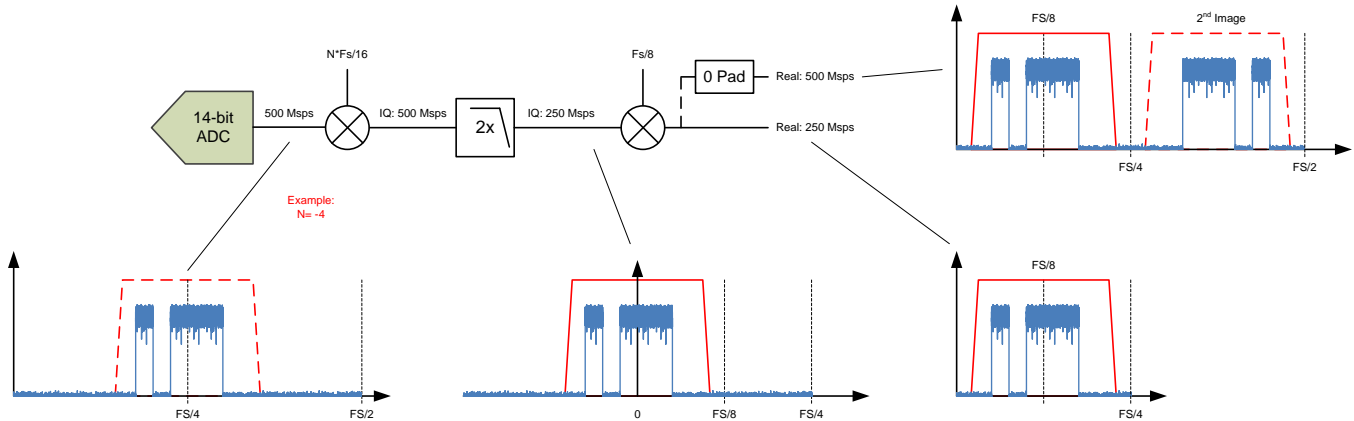 FS/8
2nd Image
N*Fs/16
Fs/8
0 Pad
Real: 500 Msps
14-bit
ADC
500 Msps
IQ: 500 Msps
2x
IQ: 250 Msps
Real: 250 Msps
FS/4
FS/2
Example:
N= -4
FS/8
FS/4
FS/2
0
FS/8
FS/4
FS/4